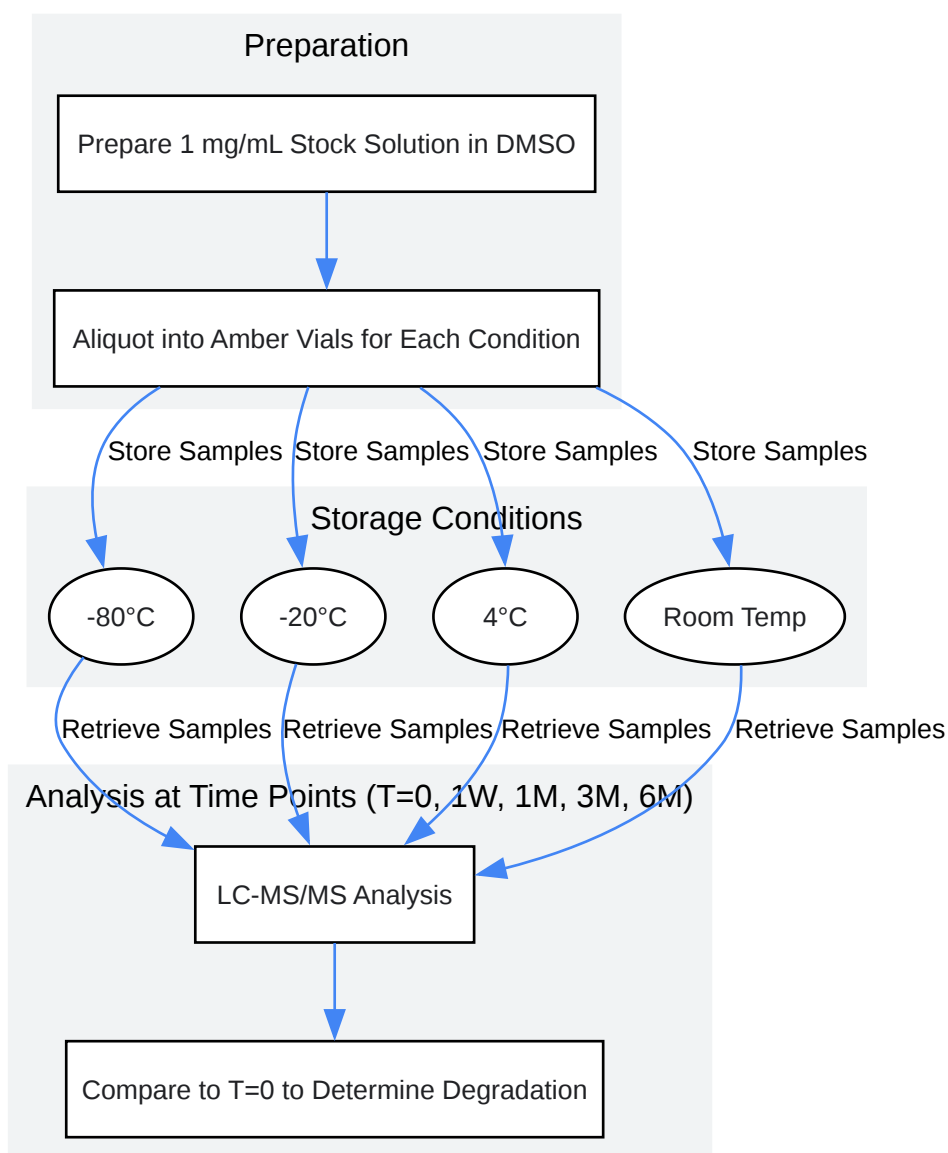 Preparation
Prepare 1 mg/mL Stock Solution in DMSO
Aliquot into Amber Vials for Each Condition
Store Samples
Store Samples
Store Samples
Store Samples
Storage Conditions
-80°C
-20°C
4°C
Room Temp
Retrieve Samples
Retrieve Samples
Retrieve Samples
Retrieve Samples
Analysis at Time Points (T=0, 1W, 1M, 3M, 6M)
LC-MS/MS Analysis
Compare to T=0 to Determine Degradation